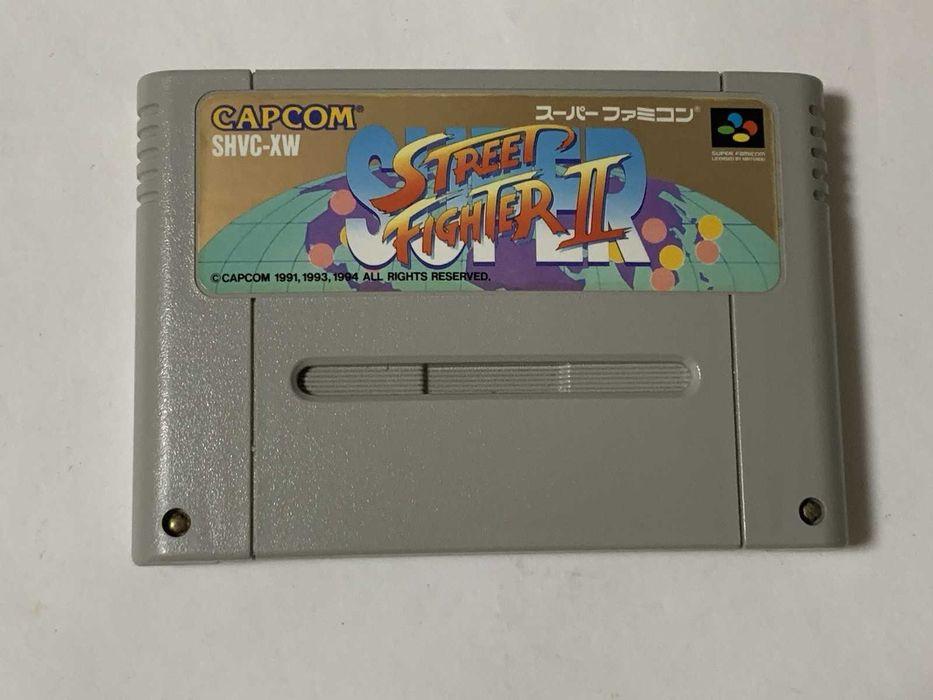 CAPCOM®
スーパーファミコン®
SHVC-XW
SUPER FAMICOM
LICENSED BY NINTENDO
SUPER
STREET
FIGHTER II
© CAPCOM 1991, 1993, 1994 ALL RIGHTS RESERVED.